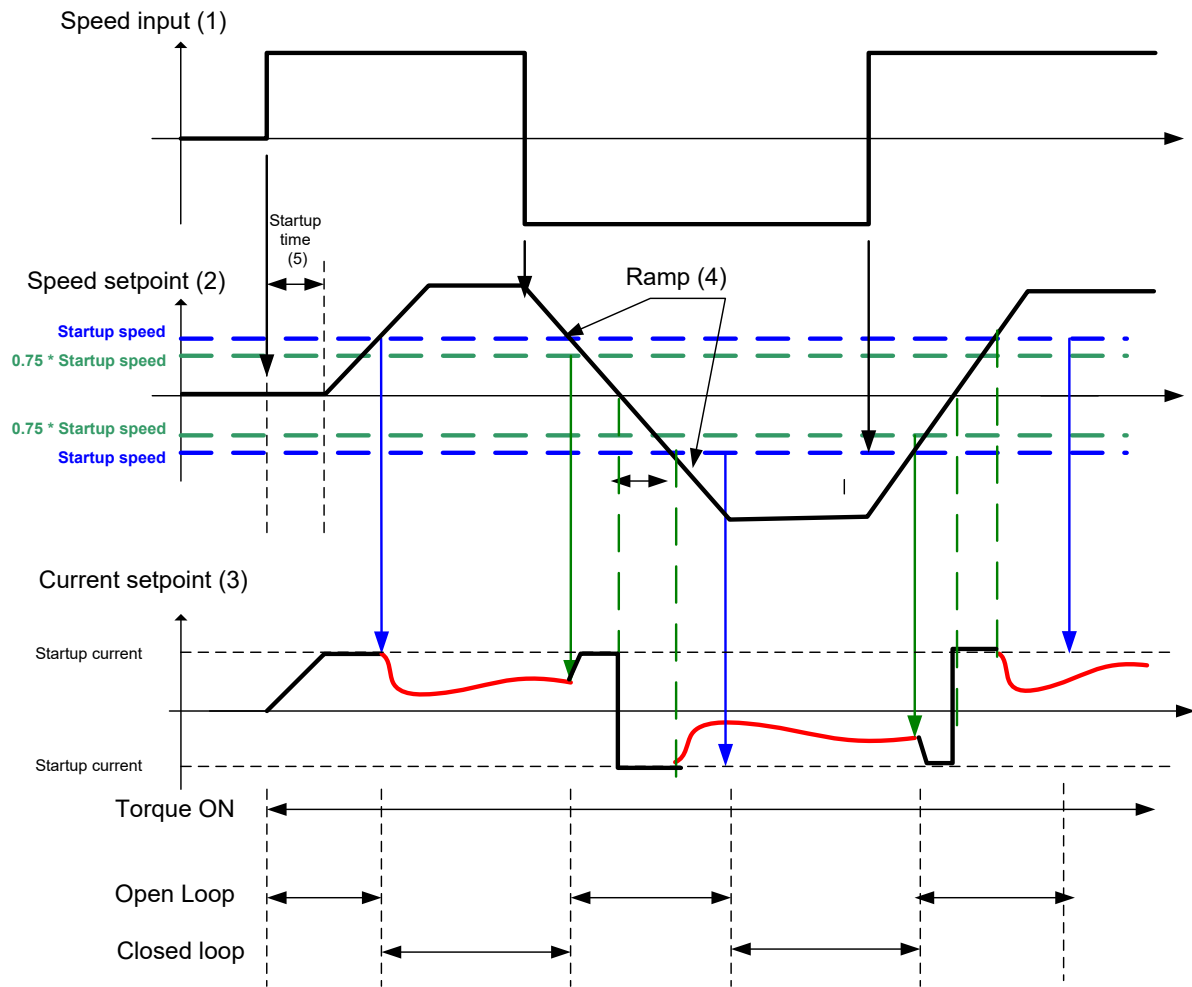 Speed input (1)
Startup
time
(5)
Speed setpoint (2)
Ramp (4)
Startup speed
0.75 * Startup speed
0.75 * Startup speed
Startup speed
Current setpoint (3)
Startup current
Startup current
Torque ON
Open Loop
Closed loop